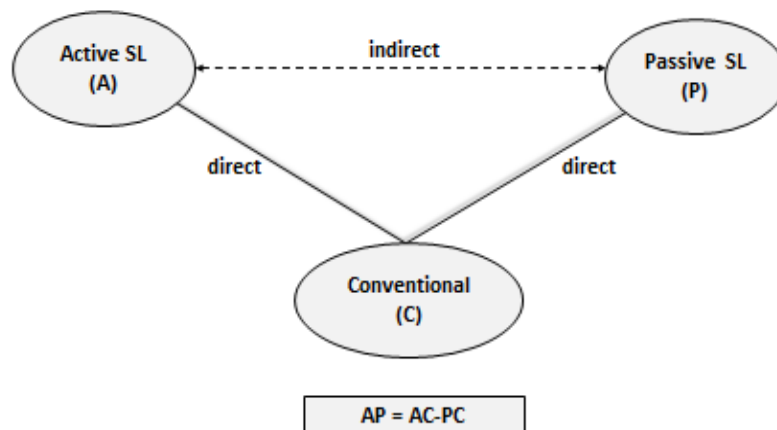 Active SL
(A)
indirect
Passive SL
(P)
direct
direct
Conventional
(C)
AP = AC-PC